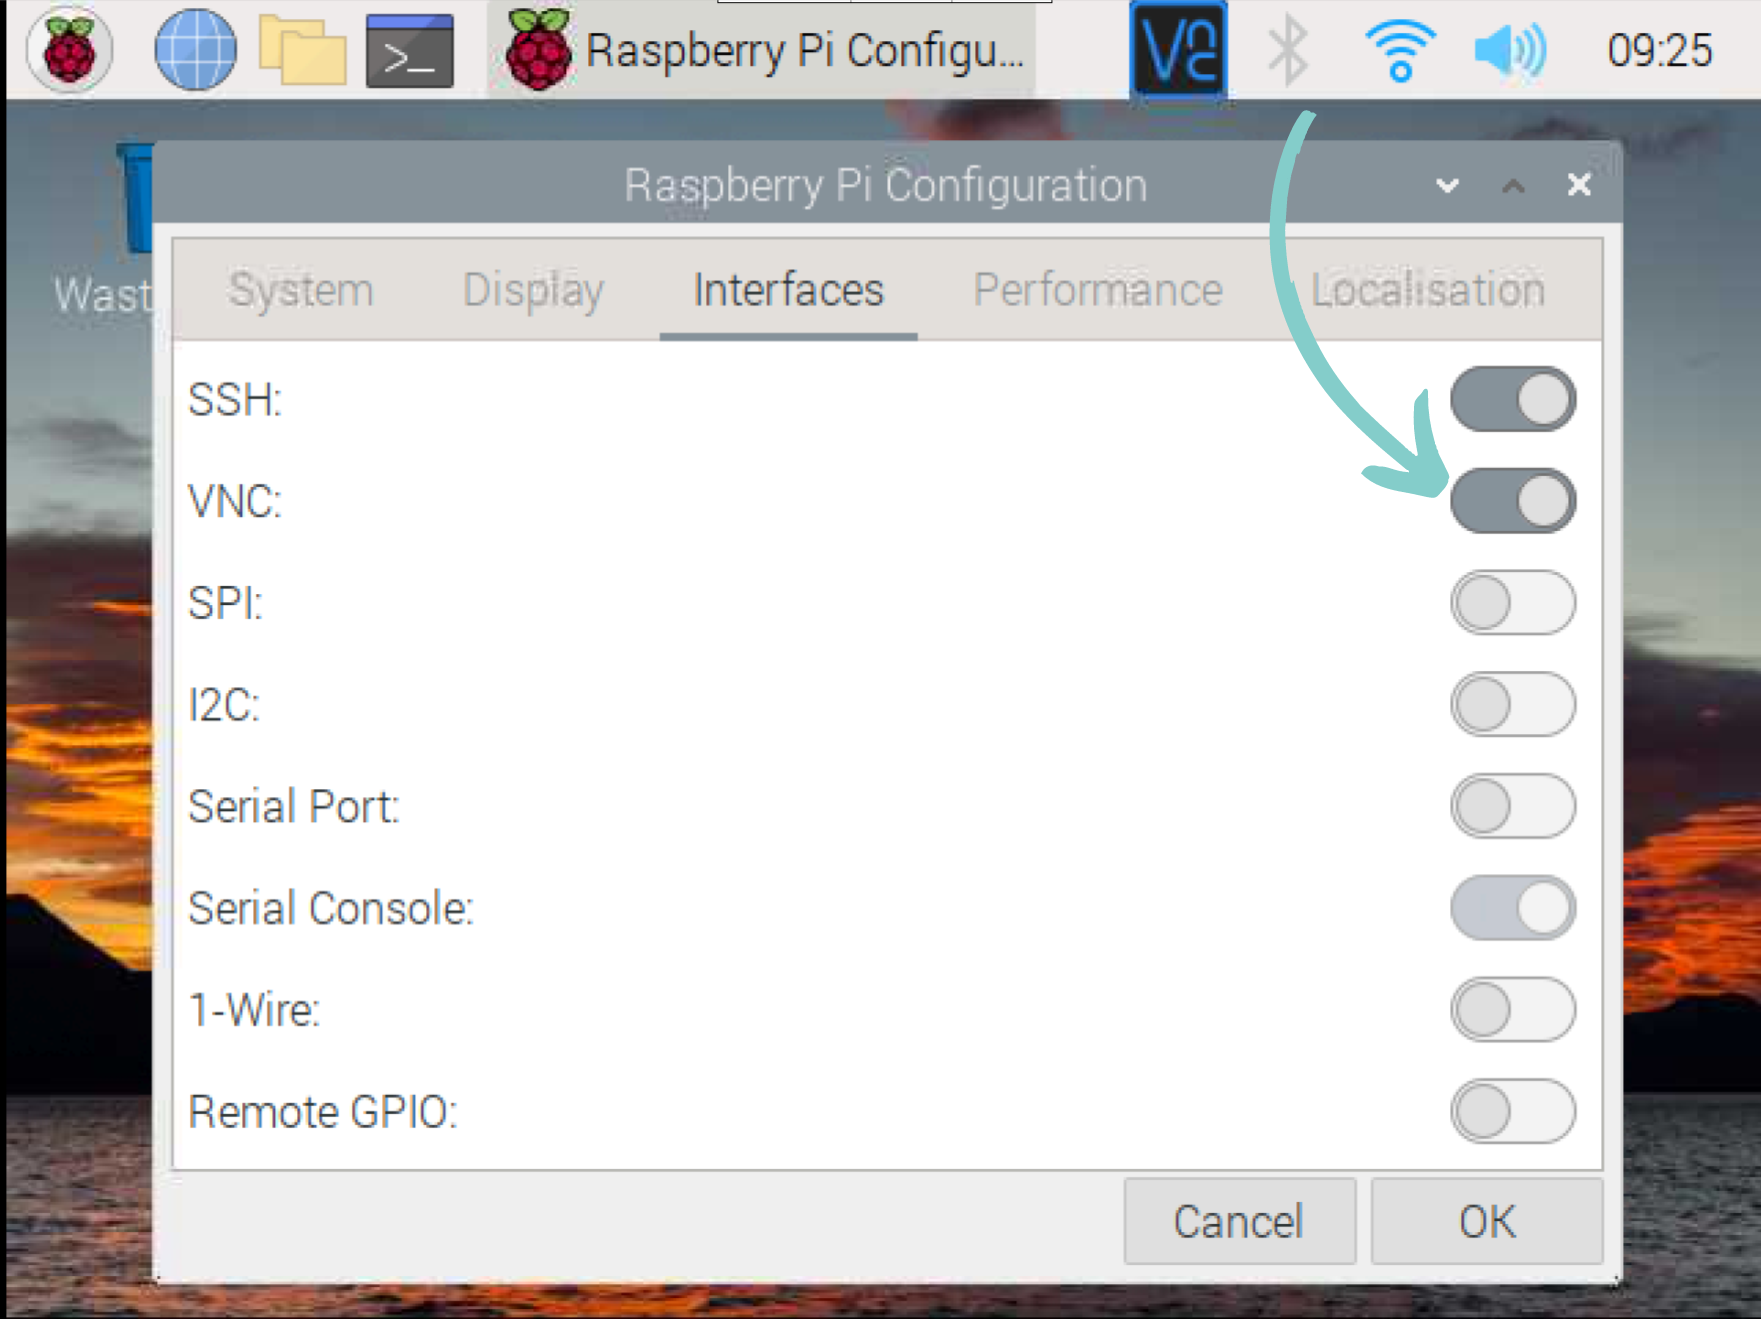 Raspberry Pi Configu... 09:25
Raspberry Pi Configuration
Wast
System Display Interfaces Performance Localisation
SSH:
VNC:
SPI:
I2C:
Serial Port:
Serial Console:
1-Wire:
Remote GPIO:
Cancel OK